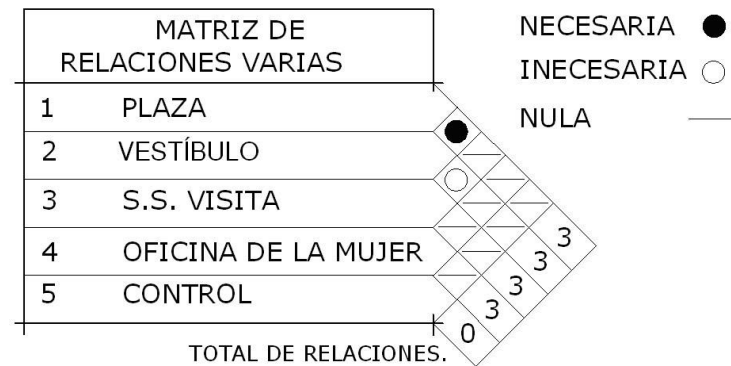 MATRIZ DE
RELACIONES VARIAS
NECESARIA
INECESARIA
NULA
1 PLAZA
2 VESTÍBULO
3 S.S. VISITA
4 OFICINA DE LA MUJER
5 CONTROL
3
3
3
3
0
TOTAL DE RELACIONES.